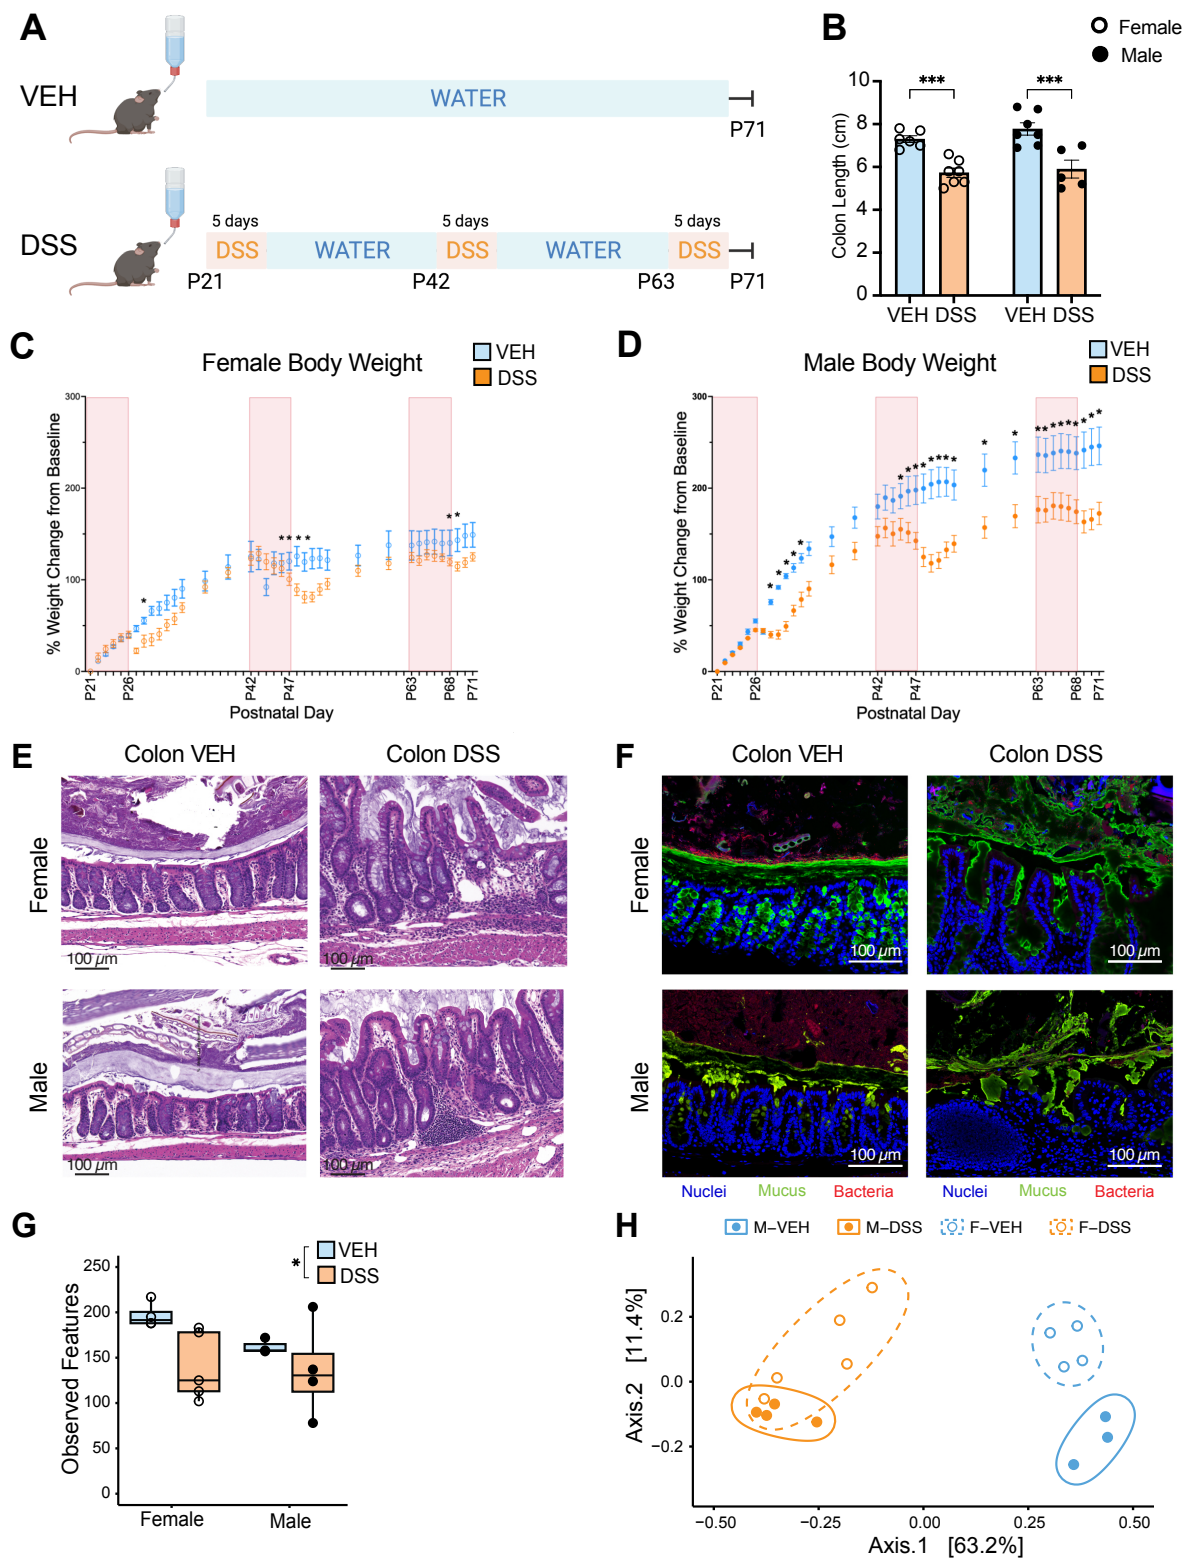 A
VEH
WATER
P71
DSS
5 days
5 days
5 days
DSS
WATER
DSS
WATER
DSS
P21
P42
P63
P71
B
Female
Male
***
***
Colon Length (cm)
10
8
6
4
2
0
VEH DSS
VEH DSS
C
Female Body Weight
VEH
DSS
% Weight Change from Baseline
300
200
100
0
*
**
**
**
P21
P26
P42
P47
P63
P68
P71
Postnatal Day
D
Male Body Weight
VEH
DSS
% Weight Change from Baseline
300
200
100
0
*****
********
*
*
*********
P21
P26
P42
P47
P63
P68
P71
Postnatal Day
E
Colon VEH
Colon DSS
Female
100 µm
100 µm
Male
100 µm
100 µm
F
Colon VEH
Colon DSS
Female
100 µm
100 µm
Male
100 µm
100 µm
Nuclei
Mucus
Bacteria
Nuclei
Mucus
Bacteria
G
*
VEH
DSS
Observed Features
250
200
150
100
50
0
Female
Male
H
M−VEH
M−DSS
F−VEH
F−DSS
Axis.2 [11.4%]
0.2
0.0
−0.2
−0.50
−0.25
0.00
0.25
0.50
Axis.1 [63.2%]